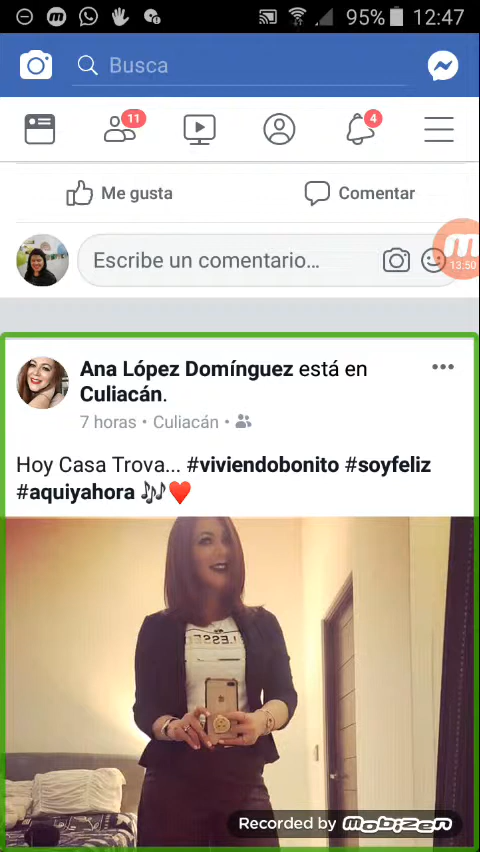 95% 12:47
Busca
11
4
Me gusta Comentar
Escribe un comentario...
13:50
Ana López Domínguez está en
Culiacán.
7 horas • Culiacán •
Hoy Casa Trova... #viviendobonito #soyfeliz
#aquiyahora 🎶❤️
Recorded by MOBIZEN